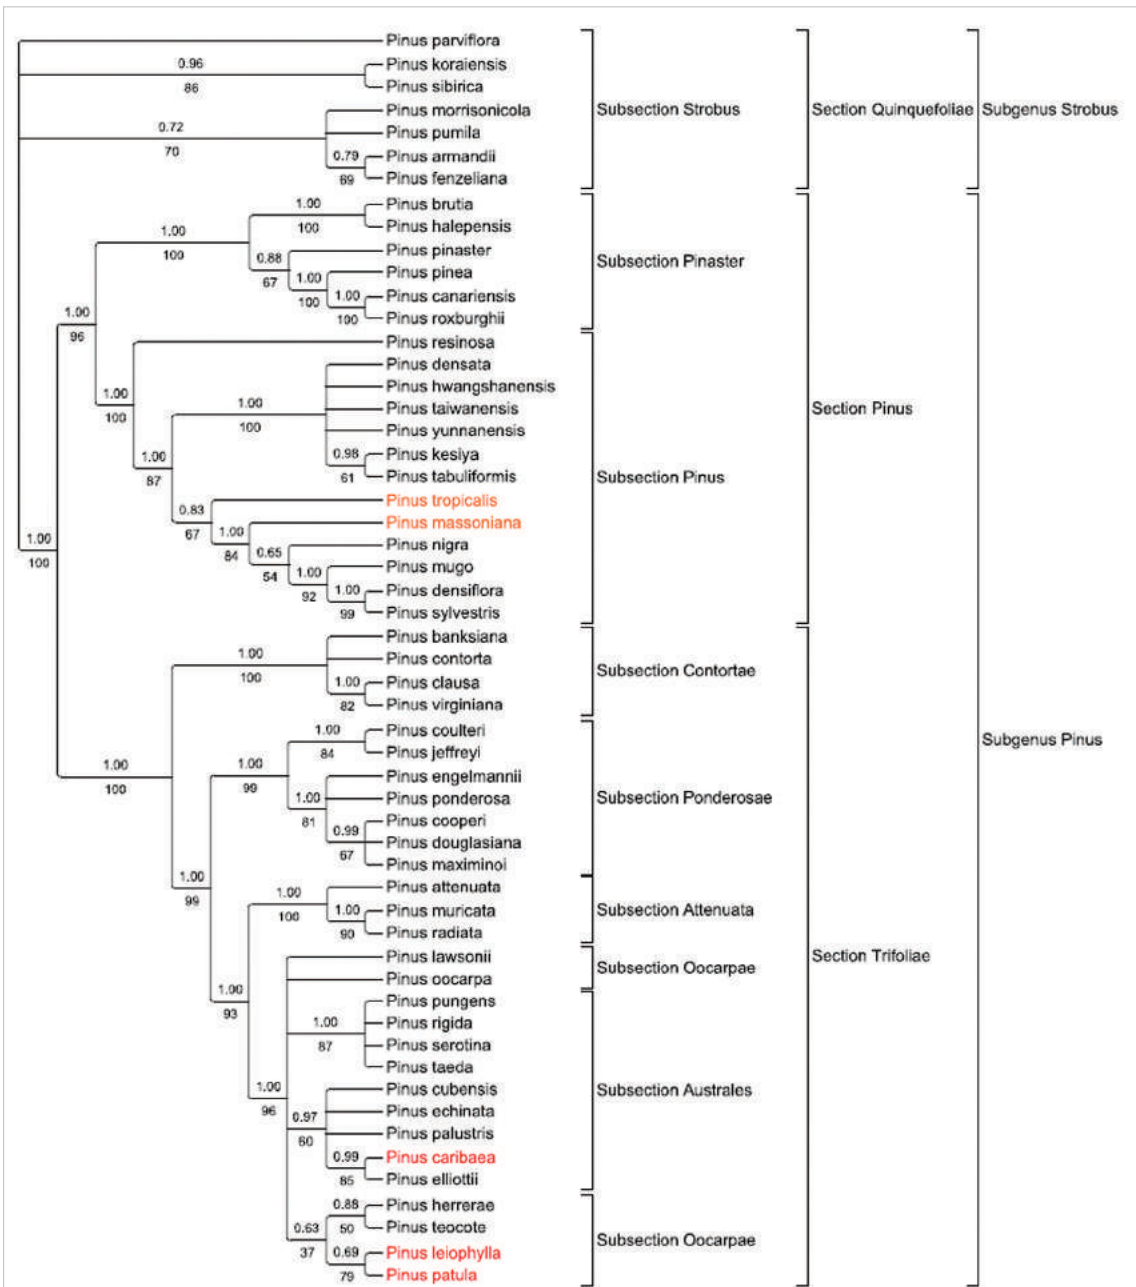 Pinus parviflora
0.96
86
Pinus koraiensis
Pinus sibirica
Pinus morrisonicola
0.72
70
Pinus pumila
0.79
69
Pinus armandii
Pinus fenzeliana
Subsection Strobus
Section Quinquefoliae
Subgenus Strobus
1.00
100
Pinus brutia
Pinus halepensis
1.00
100
0.88
67
Pinus pinaster
1.00
100
Pinus pinea
1.00
100
Pinus canariensis
Pinus roxburghii
Subsection Pinaster
1.00
96
Pinus resinosa
1.00
100
Pinus densata
Pinus hwangshanensis
1.00
100
Pinus taiwanensis
Pinus yunnanensis
0.98
61
Pinus kesiya
Pinus tabuliformis
1.00
87
0.83
67
Pinus tropicalis
1.00
84
Pinus massoniana
0.65
54
Pinus nigra
1.00
92
Pinus mugo
1.00
99
Pinus densiflora
Pinus sylvestris
Subsection Pinus
Section Pinus
1.00
100
Pinus banksiana
1.00
100
Pinus contorta
1.00
82
Pinus clausa
Pinus virginiana
Subsection Contortae
1.00
100
1.00
84
Pinus coulteri
Pinus jeffreyi
1.00
99
Pinus engelmannii
1.00
81
Pinus ponderosa
0.99
67
Pinus cooperi
Pinus douglasiana
Pinus maximinoi
Subsection Ponderosae
1.00
99
1.00
100
Pinus attenuata
1.00
90
Pinus muricata
Pinus radiata
Subsection Attenuata
1.00
93
Pinus lawsonii
Pinus oocarpa
Subsection Oocarpae
Pinus pungens
1.00
87
Pinus rigida
Pinus serotina
Pinus taeda
1.00
96
Pinus cubensis
0.97
60
Pinus echinata
Pinus palustris
0.99
85
Pinus caribaea
Pinus elliottii
Subsection Australes
0.88
50
Pinus herrerae
Pinus teocote
0.63
37
0.69
79
Pinus leiophylla
Pinus patula
Subsection Oocarpae
Section Trifoliae
Subgenus Pinus